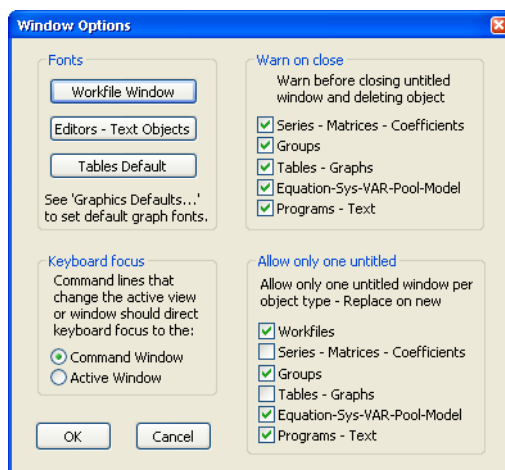 Window Options
Fonts
Workfile Window
Editors - Text Objects
Tables Default
See 'Graphics Defaults...'
to set default graph fonts.
Warn on close
Warn before closing untitled
window and deleting object
Series - Matrices - Coefficients
Groups
Tables - Graphs
Equation-Sys-VAR-Pool-Model
Programs - Text
Keyboard focus
Command lines that
change the active view
or window should direct
keyboard focus to the:
Command Window
Active Window
Allow only one untitled
Allow only one untitled window per
object type - Replace on new
Workfiles
Series - Matrices - Coefficients
Groups
Tables - Graphs
Equation-Sys-VAR-Pool-Model
Programs - Text
OK
Cancel